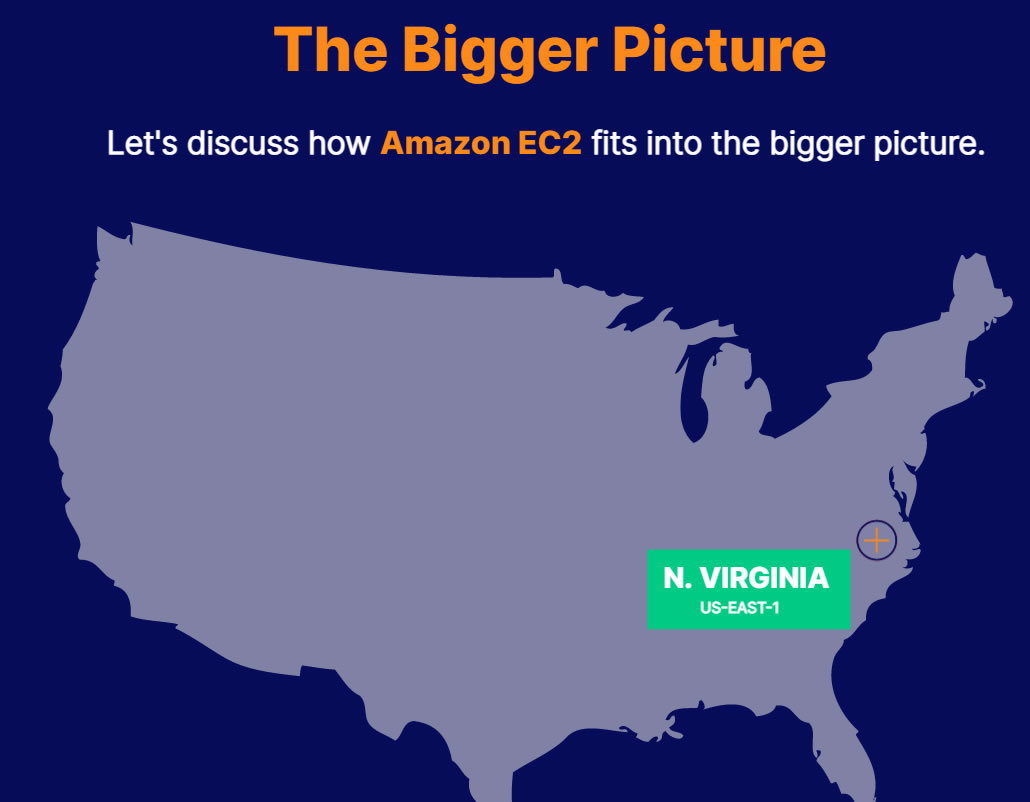 The Bigger Picture
Let's discuss how Amazon EC2 fits into the bigger picture.
N. VIRGINIA
US-EAST-1